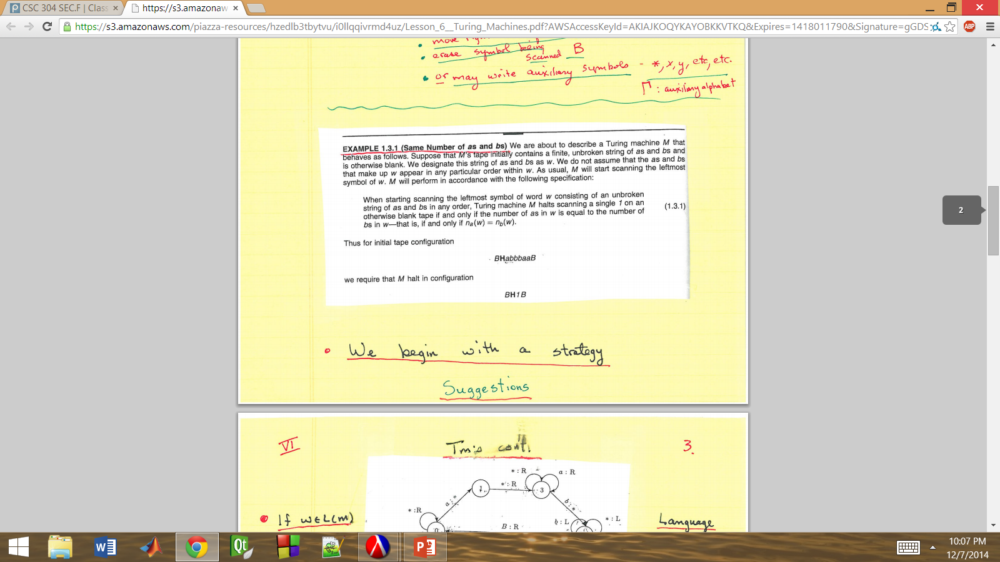 CSC 304 SEC.F | Class
https://s3.amazonaw
https://s3.amazonaws.com/piazza-resources/hzedlb3tbytvu/i0llqqivrmd4uz/Lesson_6__Turing_Machines.pdf?AWSAccessKeyId=AKIAJKOQYKAYOBKKVTKQ&Expires=1418011790&Signature=gGDS
ABP
move
erase symbol being
scanned B
or may write auxiliary symbols - *, x, y, etc, etc.
Γ : auxiliary alphabet
EXAMPLE 1.3.1 (Same Number of as and bs) We are about to describe a Turing machine M that
behaves as follows. Suppose that M's tape initially contains a finite, unbroken string of as and bs and
is otherwise blank. We designate this string of as and bs as w. We do not assume that the as and bs
that make up w appear in any particular order within w. As usual, M will start scanning the leftmost
symbol of w. M will perform in accordance with the following specification:
When starting scanning the leftmost symbol of word w consisting of an unbroken
string of as and bs in any order, Turing machine M halts scanning a single 1 on an
otherwise blank tape if and only if the number of as in w is equal to the number of
bs in w—that is, if and only if na(w) = nb(w).
(1.3.1)
Thus for initial tape configuration
BHabbbaaB
we require that M halt in configuration
BH1B
2
We begin with a strategy
Suggestions
VI
Tm's cont.
3.
* : R
a : R
1
* : R
3
a : *
b : *
* : R
b : L
* : L
B : R
If w∈L(m)
Language
10:07 PM
12/7/2014